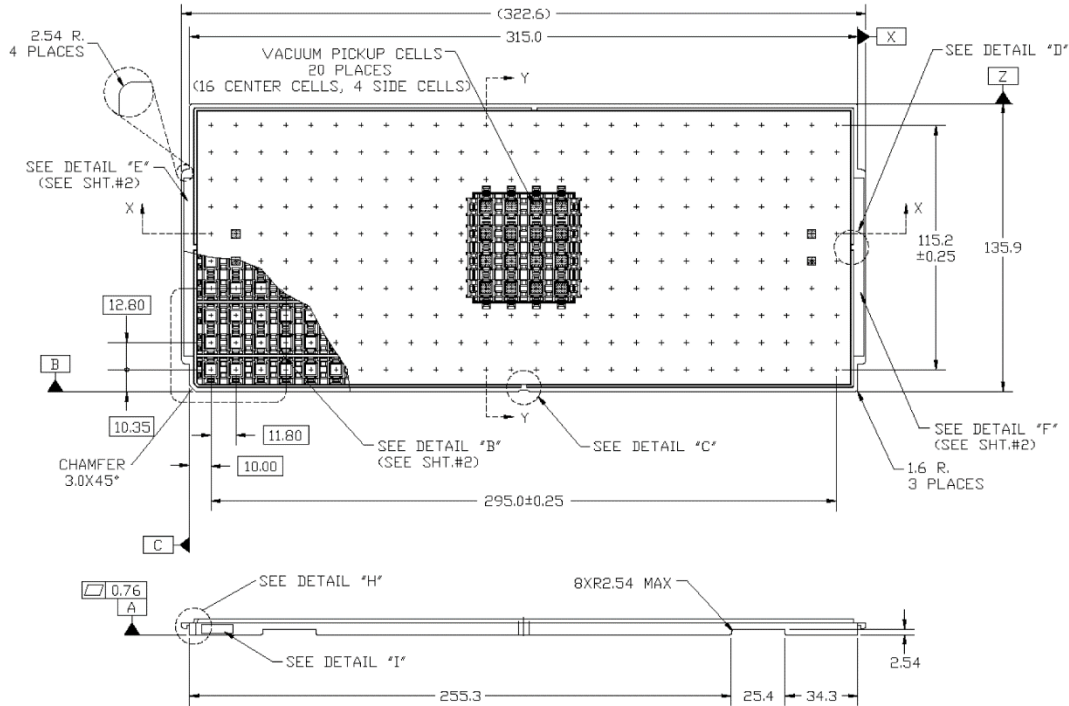 (322.6)
315.0
2.54 R.
4 PLACES
VACUUM PICKUP CELLS
20 PLACES
(16 CENTER CELLS, 4 SIDE CELLS)
Y
X
SEE DETAIL "D"
Z
SEE DETAIL "E"
(SEE SHT.#2)
X
X
115.2
±0.25
135.9
12.80
B
10.35
11.80
10.00
Y
SEE DETAIL "B"
(SEE SHT.#2)
SEE DETAIL "C"
SEE DETAIL "F"
(SEE SHT.#2)
CHAMFER
3.0X45°
1.6 R.
3 PLACES
295.0±0.25
C
0.76
A
SEE DETAIL "H"
8XR2.54 MAX
SEE DETAIL "I"
2.54
255.3
25.4
34.3